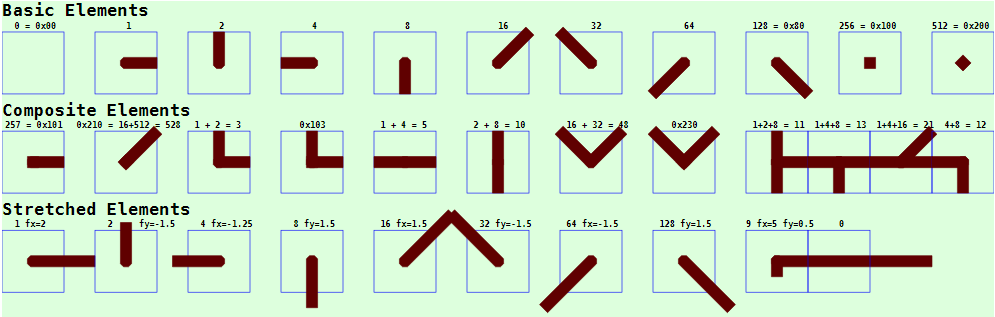 Basic Elements
0 = 0x00 1 2 4 8 16 32 64 128 = 0x80 256 = 0x100 512 = 0x200
Composite Elements
257 = 0x101 0x210 = 16+512 = 528 1 + 2 = 3 0x103 1 + 4 = 5 2 + 8 = 10 16 + 32 = 48 0x230 1+2+8 = 11 1+4+8 = 13 1+4+16 = 21 4+8 = 12
Stretched Elements
1 fx=2 2 fy=-1.5 4 fx=-1.25 8 fy=1.5 16 fx=1.5 32 fy=-1.5 64 fx=-1.5 128 fy=1.5 9 fx=5 fy=0.5 0